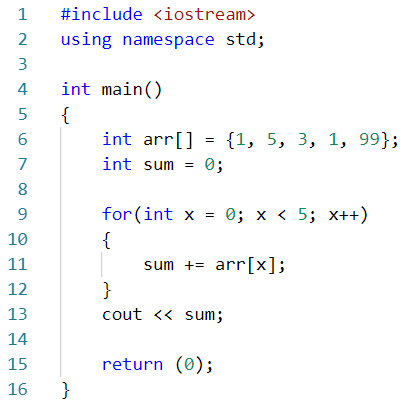 1 #include <iostream>
2 using namespace std;
3
4 int main()
5 {
6     int arr[] = {1, 5, 3, 1, 99};
7     int sum = 0;
8
9     for(int x = 0; x < 5; x++)
10     {
11         sum += arr[x];
12     }
13     cout << sum;
14
15     return (0);
16 }